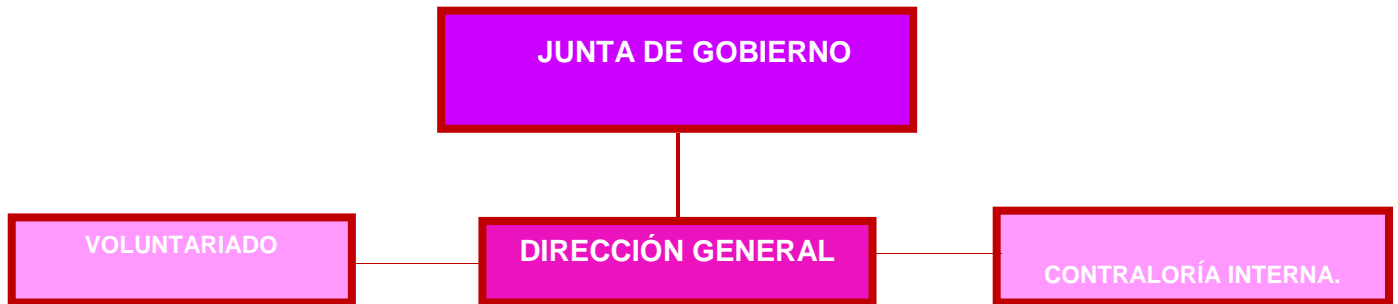 JUNTA DE GOBIERNO
VOLUNTARIADO
DIRECCIÓN GENERAL
CONTRALORÍA INTERNA.